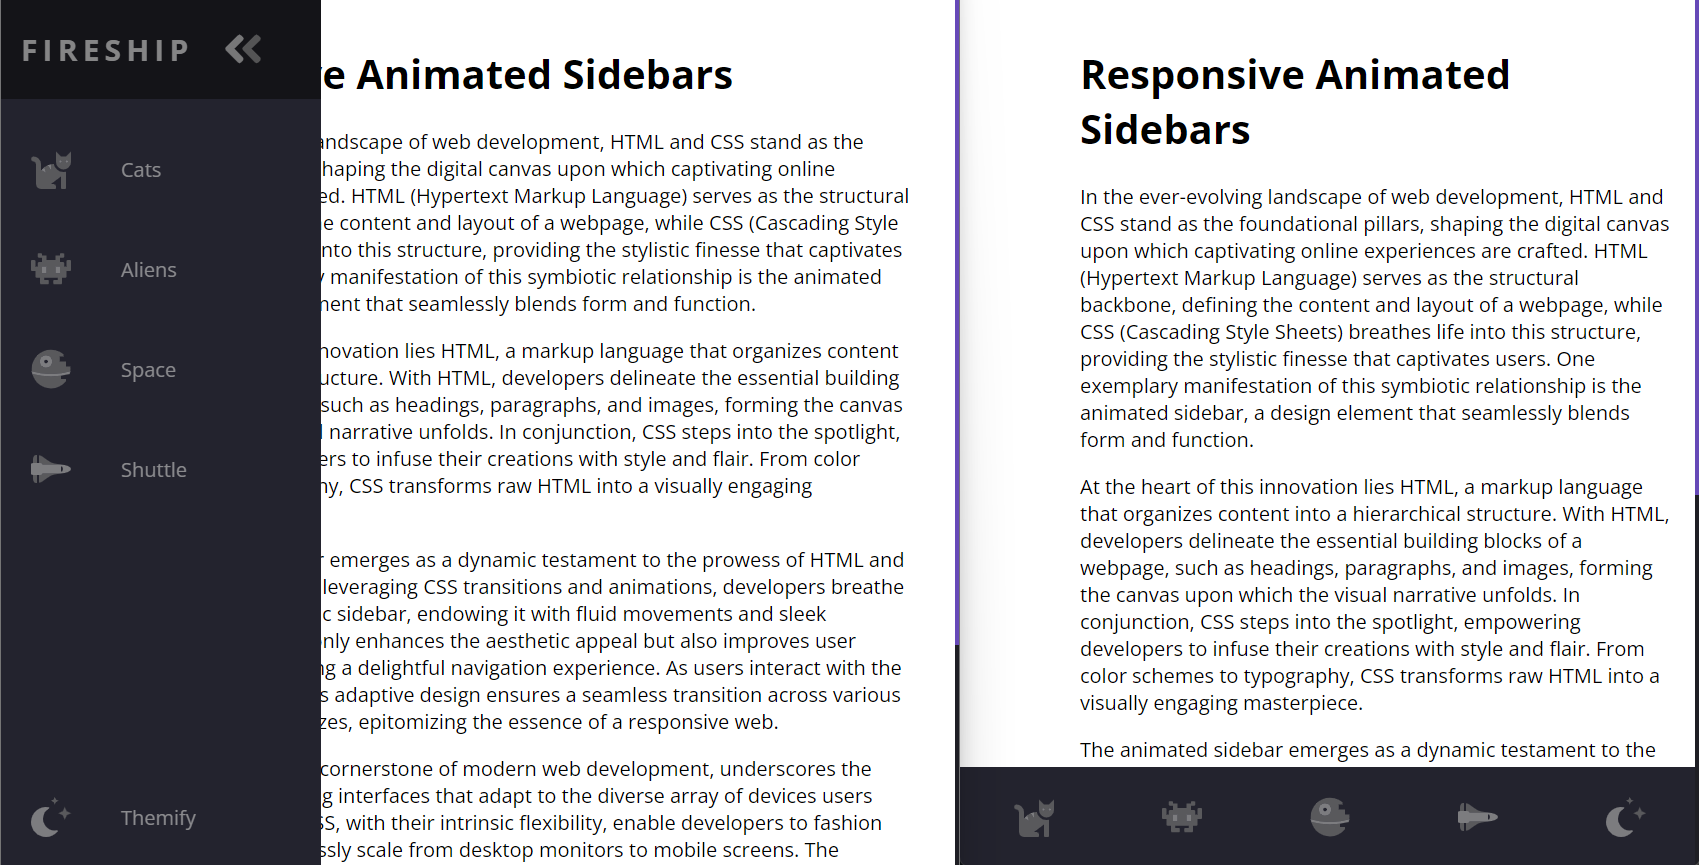 FIRESHIP
Cats
Aliens
Space
Shuttle
Themify
e Animated Sidebars
andscape of web development, HTML and CSS stand as the
haping the digital canvas upon which captivating online
ed. HTML (Hypertext Markup Language) serves as the structural
e content and layout of a webpage, while CSS (Cascading Style
nto this structure, providing the stylistic finesse that captivates
y manifestation of this symbiotic relationship is the animated
nent that seamlessly blends form and function.
novation lies HTML, a markup language that organizes content
ucture. With HTML, developers delineate the essential building
such as headings, paragraphs, and images, forming the canvas
l narrative unfolds. In conjunction, CSS steps into the spotlight,
ers to infuse their creations with style and flair. From color
hy, CSS transforms raw HTML into a visually engaging
r emerges as a dynamic testament to the prowess of HTML and
leveraging CSS transitions and animations, developers breathe
c sidebar, endowing it with fluid movements and sleek
only enhances the aesthetic appeal but also improves user
ng a delightful navigation experience. As users interact with the
s adaptive design ensures a seamless transition across various
zes, epitomizing the essence of a responsive web.
cornerstone of modern web development, underscores the
g interfaces that adapt to the diverse array of devices users
SS, with their intrinsic flexibility, enable developers to fashion
ssly scale from desktop monitors to mobile screens. The
Responsive Animated
Sidebars
In the ever-evolving landscape of web development, HTML and
CSS stand as the foundational pillars, shaping the digital canvas
upon which captivating online experiences are crafted. HTML
(Hypertext Markup Language) serves as the structural
backbone, defining the content and layout of a webpage, while
CSS (Cascading Style Sheets) breathes life into this structure,
providing the stylistic finesse that captivates users. One
exemplary manifestation of this symbiotic relationship is the
animated sidebar, a design element that seamlessly blends
form and function.
At the heart of this innovation lies HTML, a markup language
that organizes content into a hierarchical structure. With HTML,
developers delineate the essential building blocks of a
webpage, such as headings, paragraphs, and images, forming
the canvas upon which the visual narrative unfolds. In
conjunction, CSS steps into the spotlight, empowering
developers to infuse their creations with style and flair. From
color schemes to typography, CSS transforms raw HTML into a
visually engaging masterpiece.
The animated sidebar emerges as a dynamic testament to the